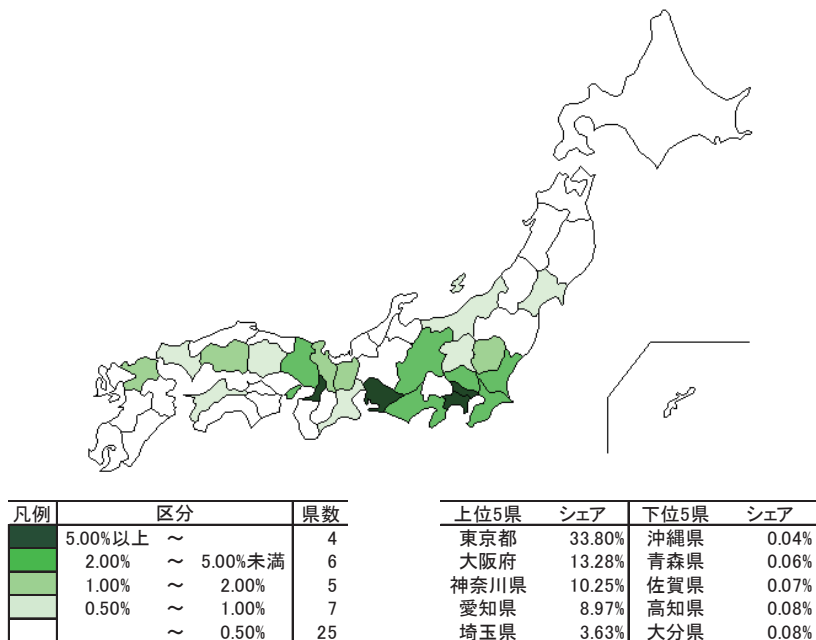 凡例 区分 県数 上位5県 シェア 下位5県 シェア
5.00%以上 ～ 4 東京都 33.80% 沖縄県 0.04%
2.00% ～ 5.00%未満 6 大阪府 13.28% 青森県 0.06%
1.00% ～ 2.00% 5 神奈川県 10.25% 佐賀県 0.07%
0.50% ～ 1.00% 7 愛知県 8.97% 高知県 0.08%
～ 0.50% 25 埼玉県 3.63% 大分県 0.08%